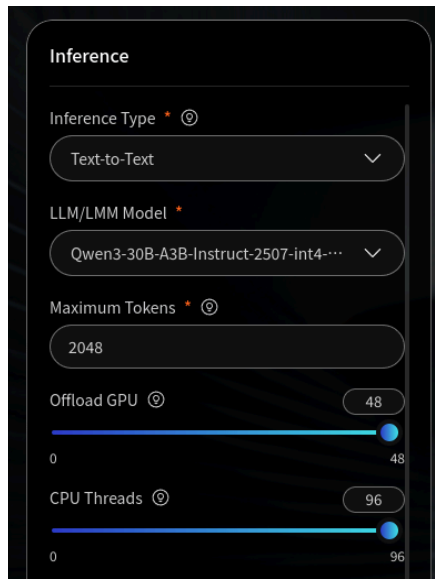 Inference
Inference Type *
Text-to-Text
LLM/LMM Model *
Qwen3-30B-A3B-Instruct-2507-int4-···
Maximum Tokens *
2048
Offload GPU 48
0 48
CPU Threads 96
0 96